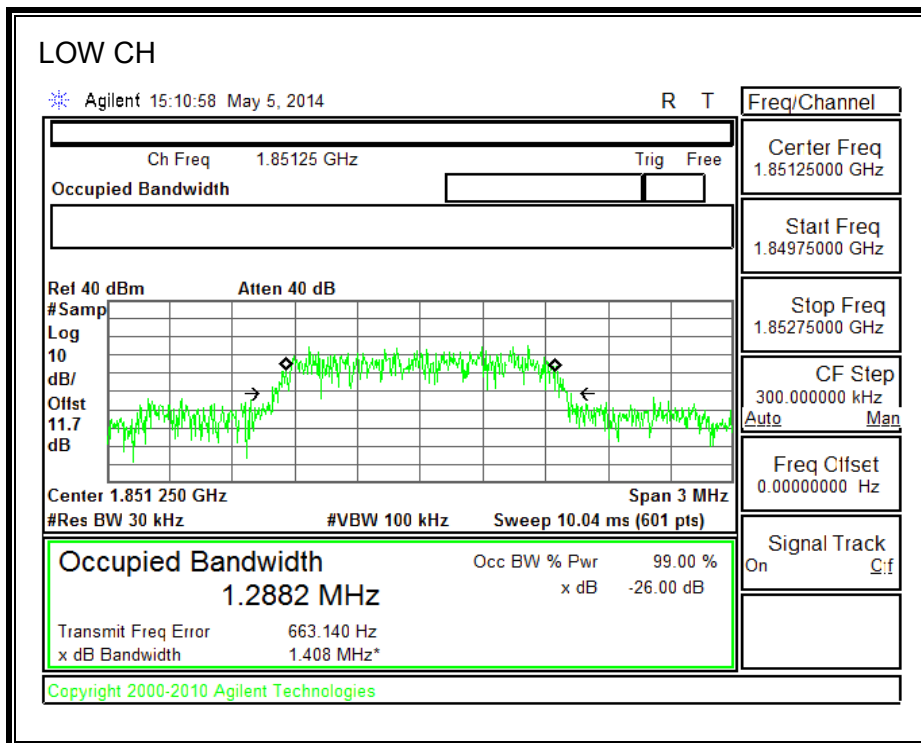 LOW CH
Agilent 15:10:58 May 5, 2014 R T Freq/Channel
Ch Freq 1.85125 GHz Trig Free
Occupied Bandwidth
Center Freq
1.85125000 GHz
Start Freq
1.84975000 GHz
Stop Freq
1.85275000 GHz
CF Step
300.000000 kHz
Auto Man
Freq Offset
0.00000000 Hz
Signal Track
On Off
Ref 40 dBm Atten 40 dB
#Samp
Log
10
dB/
Offst
11.7
dB
Center 1.851 250 GHz Span 3 MHz
#Res BW 30 kHz #VBW 100 kHz Sweep 10.04 ms (601 pts)
Occupied Bandwidth Occ BW % Pwr 99.00 %
1.2882 MHz x dB -26.00 dB
Transmit Freq Error 663.140 Hz
x dB Bandwidth 1.408 MHz*
Copyright 2000-2010 Agilent Technologies